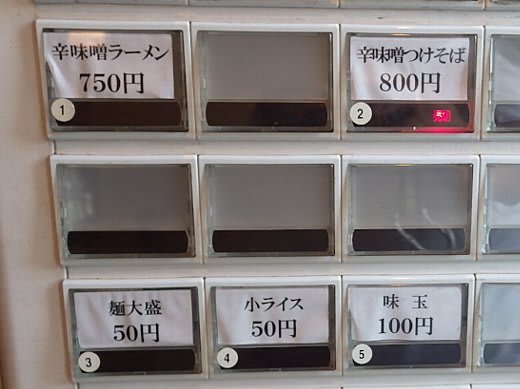 辛味噌ラーメン
750円
1
辛味噌つけそば
800円
2
麺大盛
50円
3
小ライス
50円
4
味玉
100円
5